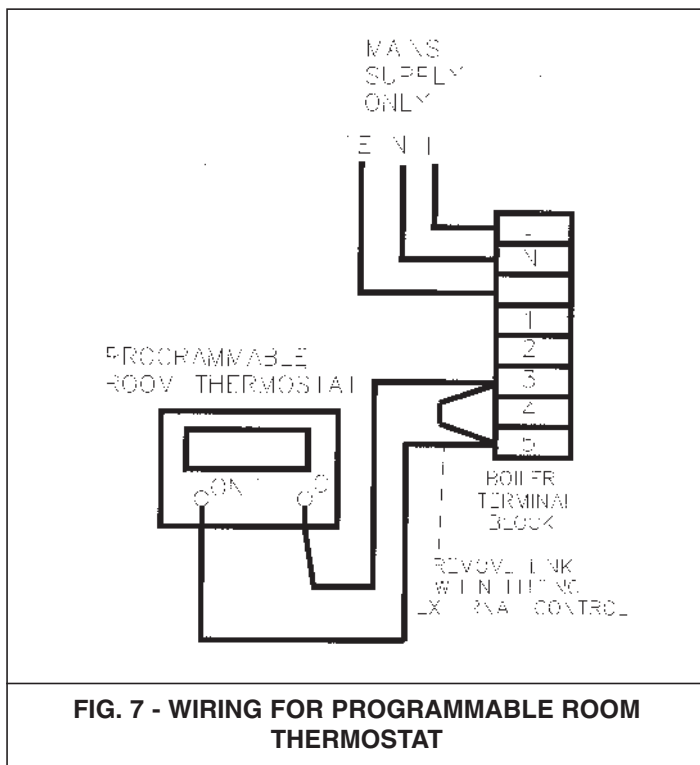 MAINS
SUPPLY
ONLY
E N
N
1
2
PROGRAMMABLE
3
ROOM THERMOSTAT
4
5
ON
BOILER
TERMINAL
BLOCK
REMOVE LINK
WHEN FITTING
EXTERNAL CONTROL
FIG. 7 - WIRING FOR PROGRAMMABLE ROOM
THERMOSTAT